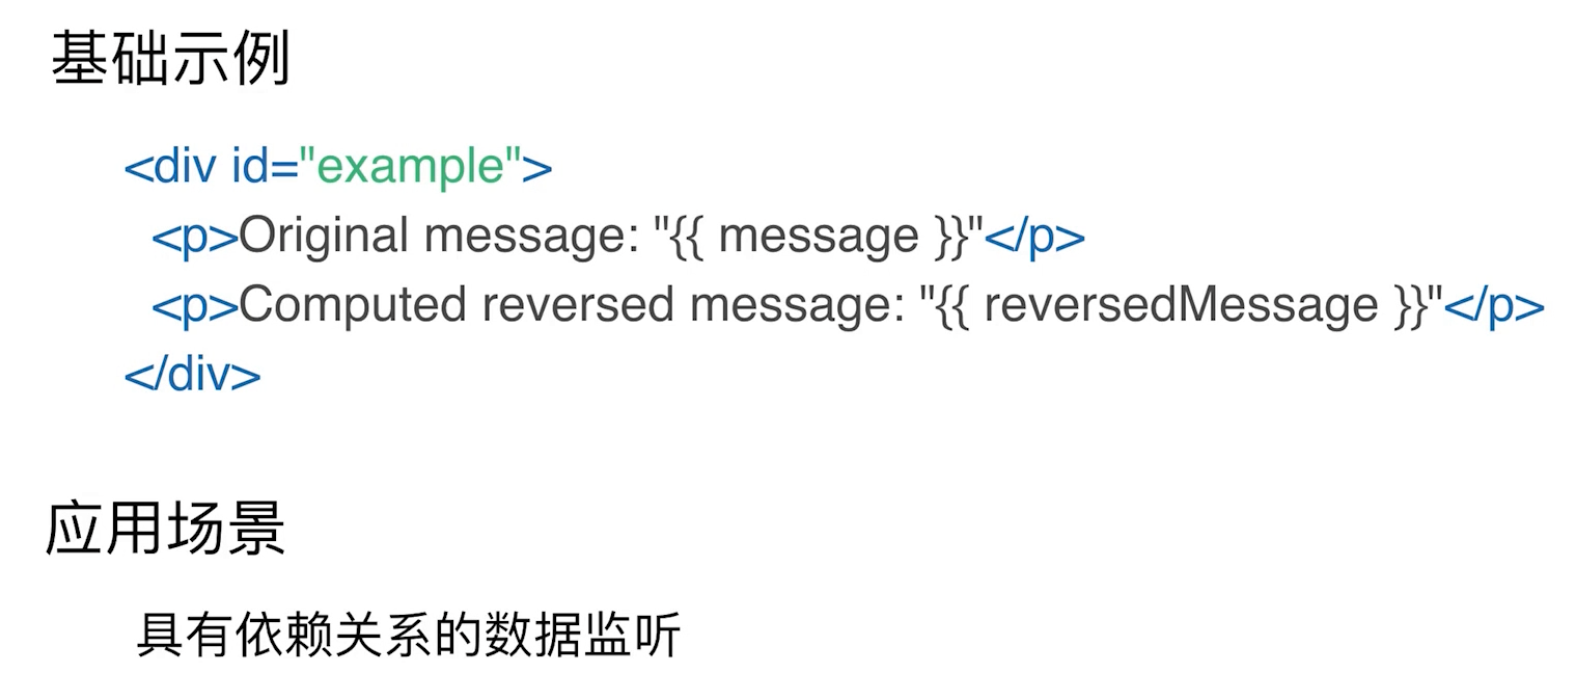 基础示例
<div id="example">
<p>Original message: "{{ message }}"</p>
<p>Computed reversed message: "{{ reversedMessage }}"</p>
</div>
应用场景
具有依赖关系的数据监听